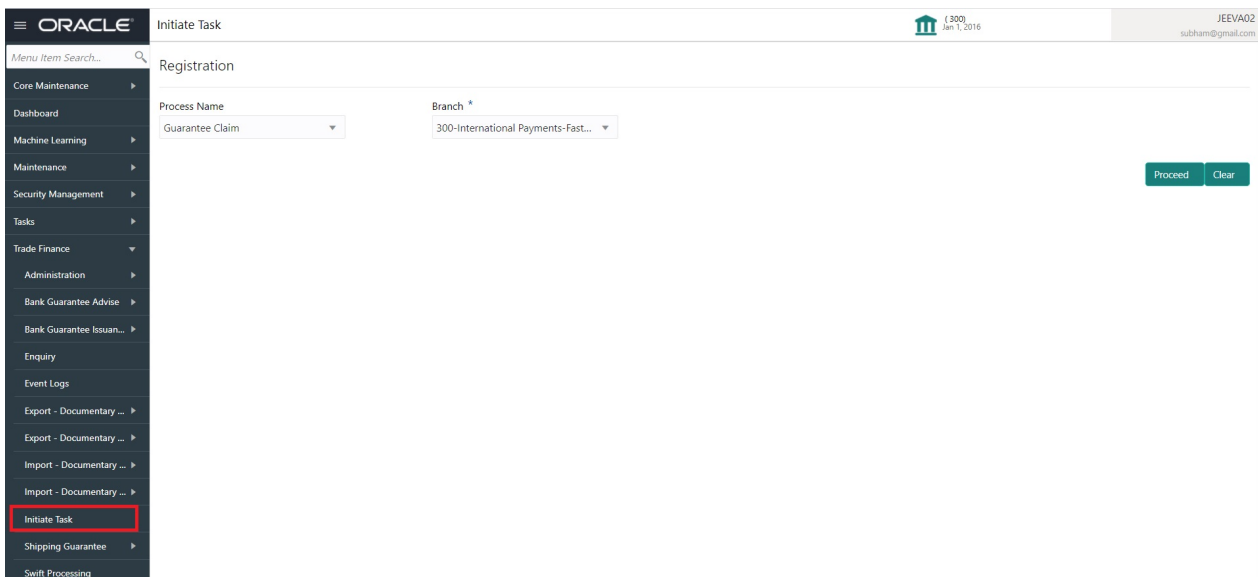 ORACLE
Initiate Task
( 300)
Jan 1, 2016
JEEVA02
subham@gmail.com
Menu Item Search...
Core Maintenance
Dashboard
Machine Learning
Maintenance
Security Management
Tasks
Trade Finance
Administration
Bank Guarantee Advise
Bank Guarantee Issuan...
Enquiry
Event Logs
Export - Documentary ...
Export - Documentary ...
Import - Documentary ...
Import - Documentary ...
Initiate Task
Shipping Guarantee
Swift Processing
Registration
Process Name
Guarantee Claim
Branch *
300-International Payments-Fast...
Proceed
Clear